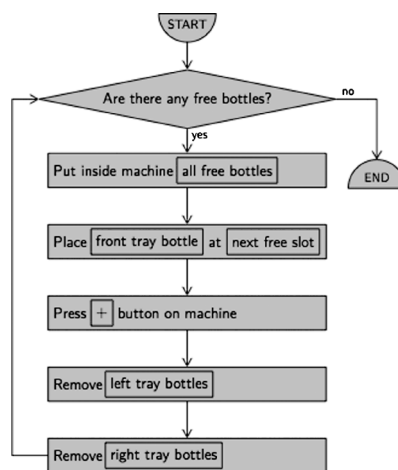 START
Are there any free bottles?
no
yes
Put inside machine all free bottles
END
Place front tray bottle at next free slot
Press + button on machine
Remove left tray bottles
Remove right tray bottles